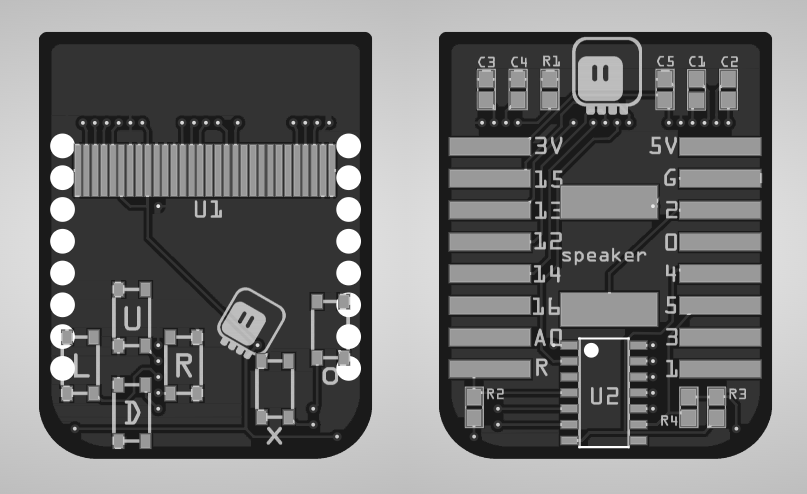 U1
U
L
R
D
O
X
C3 C4 R1 C5 C1 C2
3V 5V
15 G
13 2
12 0
speaker
14 4
16 5
A0 3
R 1
U2
R2 R3
R4